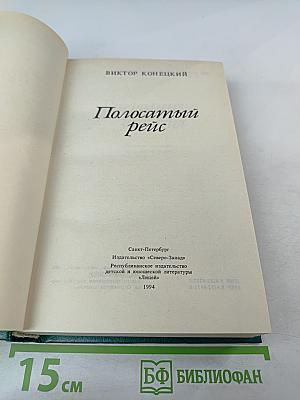 ВИКТОР КОНЕЦКИЙ
Полосатый
рейс
Санкт-Петербург
Издательство «Северо-Запад»
Республиканское издательство
детской и юношеской литературы
«Лицей»
1994
15 см
БФ БИБЛИОФАН